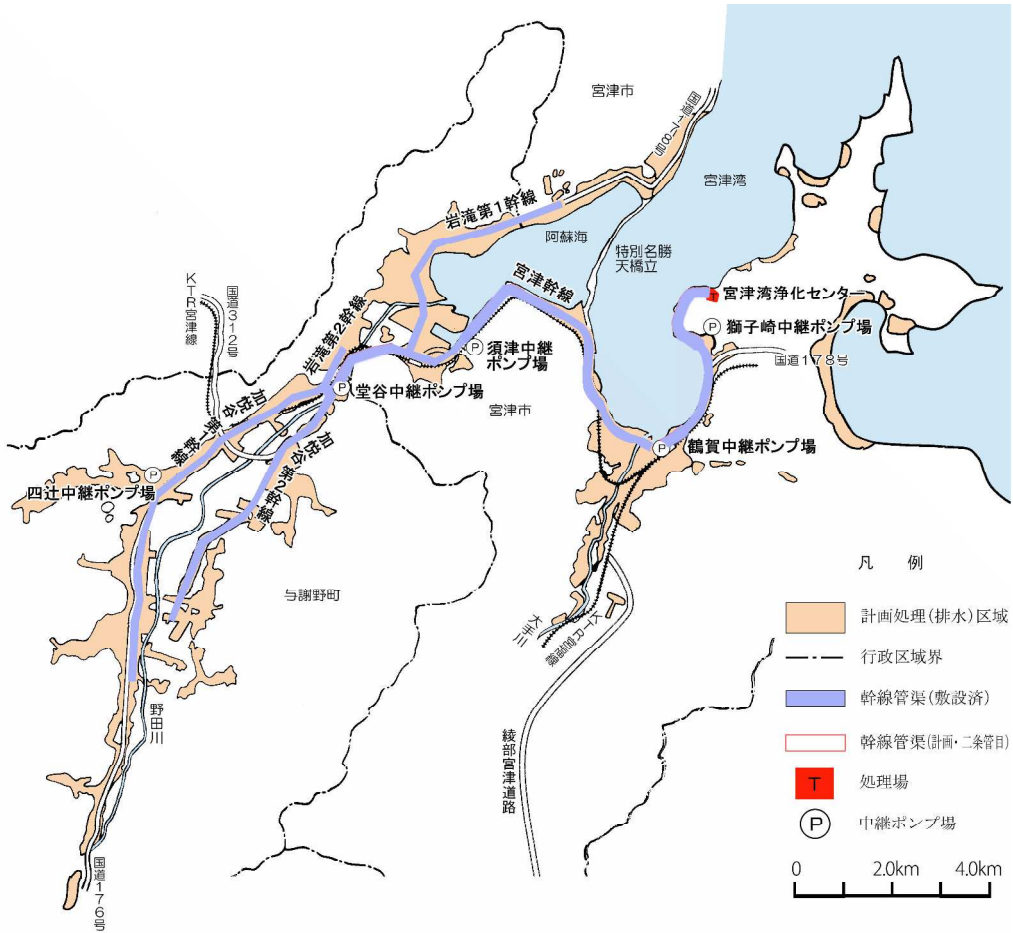 宮津市
国道178号
宮津湾
岩滝第1幹線
阿蘇海
特別名勝
天橋立
宮津幹線
宮津湾浄化センター
獅子崎中継ポンプ場
国道178号
KTR宮津線
国道312号
岩滝第2幹線
須津中継
ポンプ場
堂谷中継ポンプ場
宮津市
加悦谷
第1
幹線
加悦谷第2幹線
鶴賀中継ポンプ場
四辻中継ポンプ場
与謝野町
大手川
KTR宮福線
野田川
綾部宮津道路
国道176号
凡 例
計画処理(排水)区域
行政区域界
幹線管渠(敷設済)
幹線管渠(計画・二条管目)
T 処理場
P 中継ポンプ場
0 2.0km 4.0km
T
P
P
P
P
P